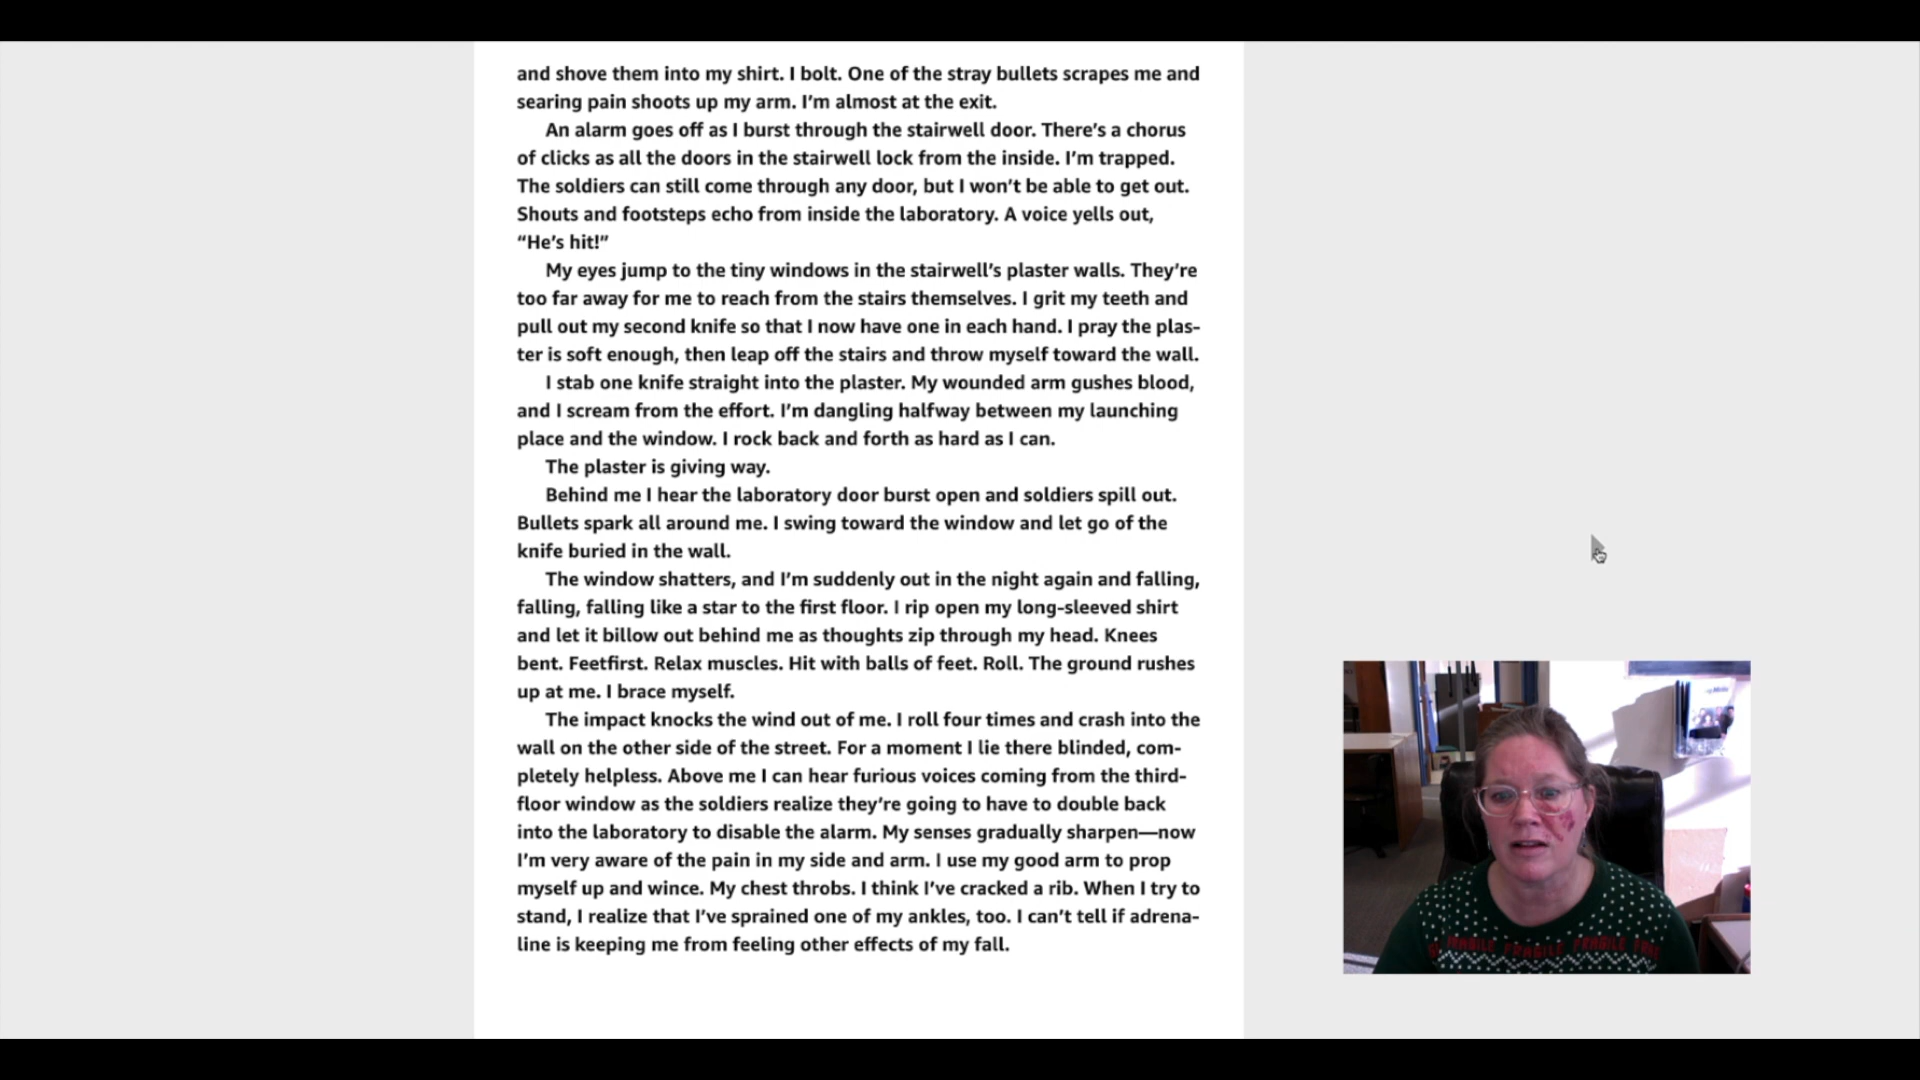 and shove them into my shirt. I bolt. One of the stray bullets scrapes me and
searing pain shoots up my arm. I'm almost at the exit.
An alarm goes off as I burst through the stairwell door. There's a chorus
of clicks as all the doors in the stairwell lock from the inside. I'm trapped.
The soldiers can still come through any door, but I won't be able to get out.
Shouts and footsteps echo from inside the laboratory. A voice yells out,
“He's hit!”
My eyes jump to the tiny windows in the stairwell's plaster walls. They're
too far away for me to reach from the stairs themselves. I grit my teeth and
pull out my second knife so that I now have one in each hand. I pray the plas-
ter is soft enough, then leap off the stairs and throw myself toward the wall.
I stab one knife straight into the plaster. My wounded arm gushes blood,
and I scream from the effort. I'm dangling halfway between my launching
place and the window. I rock back and forth as hard as I can.
The plaster is giving way.
Behind me I hear the laboratory door burst open and soldiers spill out.
Bullets spark all around me. I swing toward the window and let go of the
knife buried in the wall.
The window shatters, and I'm suddenly out in the night again and falling,
falling, falling like a star to the first floor. I rip open my long-sleeved shirt
and let it billow out behind me as thoughts zip through my head. Knees
bent. Feetfirst. Relax muscles. Hit with balls of feet. Roll. The ground rushes
up at me. I brace myself.
The impact knocks the wind out of me. I roll four times and crash into the
wall on the other side of the street. For a moment I lie there blinded, com-
pletely helpless. Above me I can hear furious voices coming from the third-
floor window as the soldiers realize they're going to have to double back
into the laboratory to disable the alarm. My senses gradually sharpen—now
I'm very aware of the pain in my side and arm. I use my good arm to prop
myself up and wince. My chest throbs. I think I've cracked a rib. When I try to
stand, I realize that I've sprained one of my ankles, too. I can't tell if adrena-
line is keeping me from feeling other effects of my fall.
FRAGILE FRAGILE FRAGILE